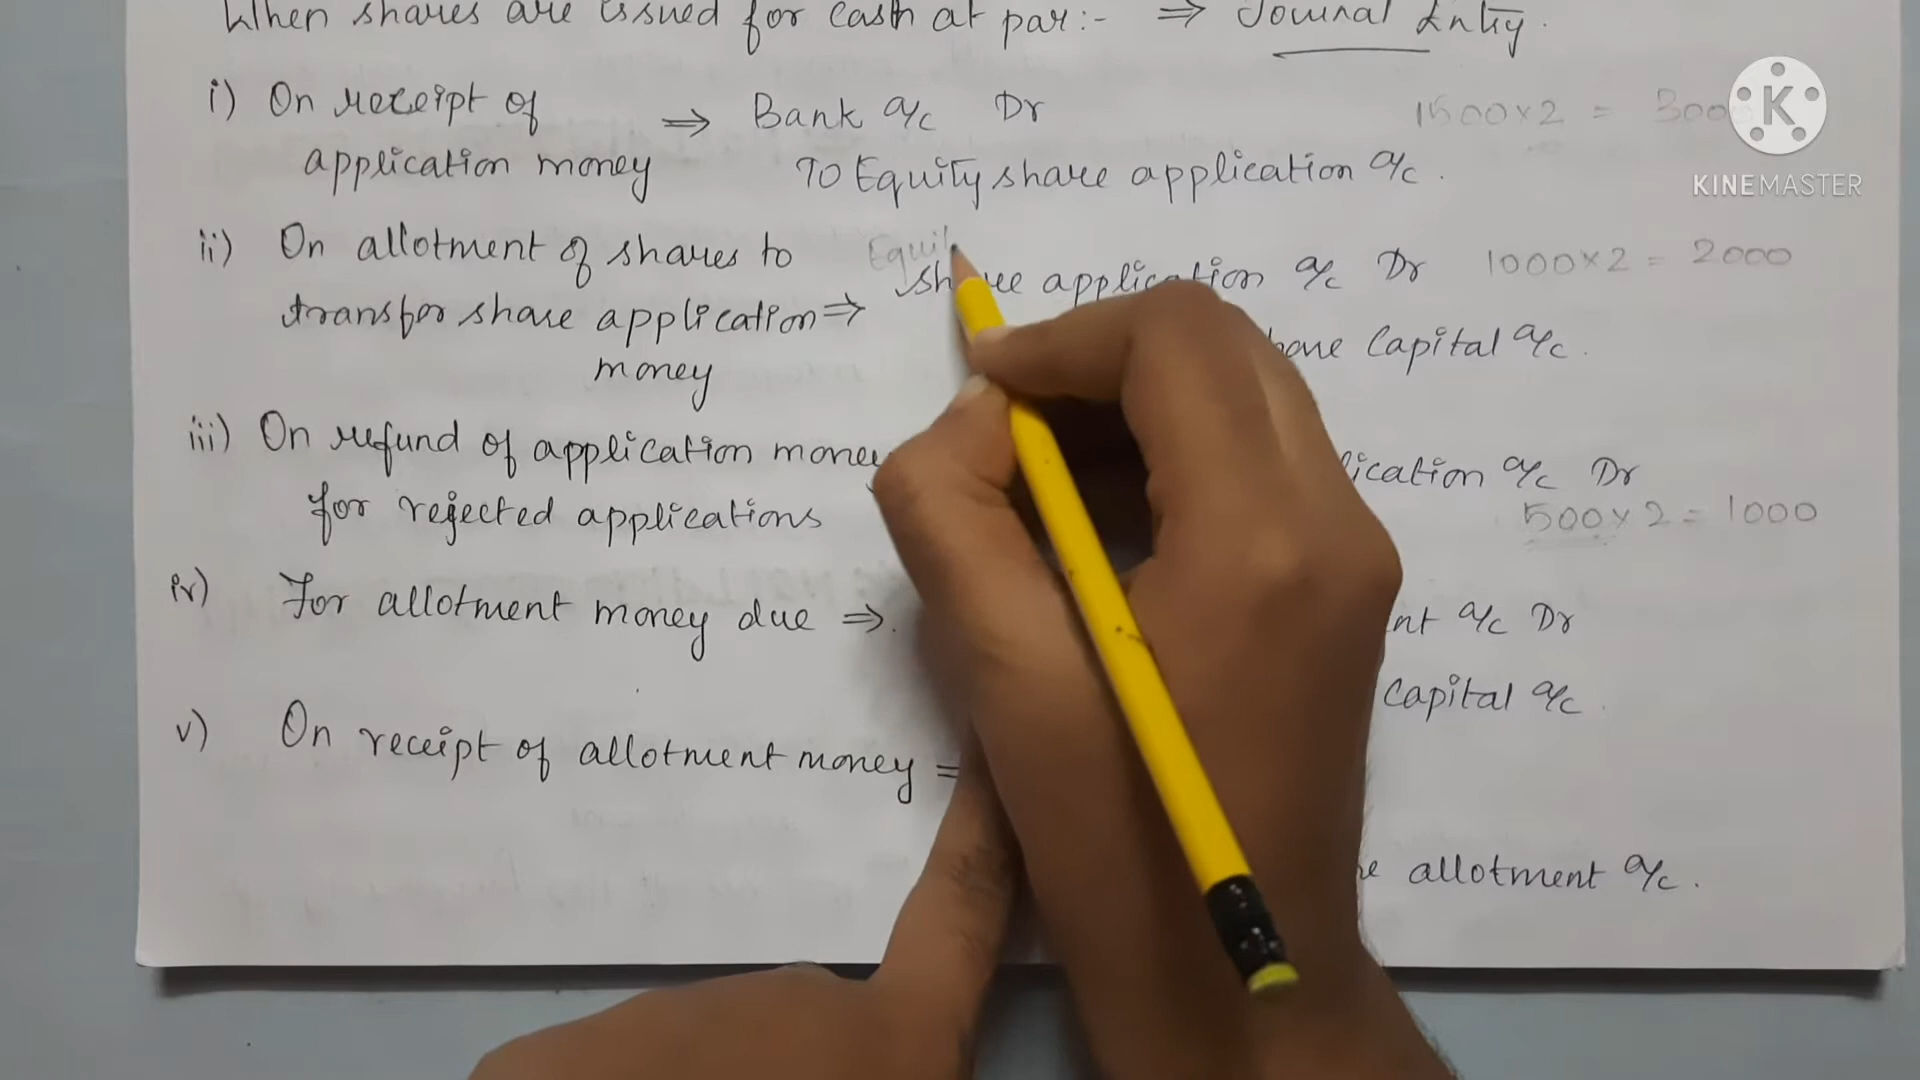 When shares are issued for cash at par:- ⇒ Journal Entry.
i) On receipt of ⇒ Bank a/c Dr 1500×2 =
application money To Equity share application a/c.
KINEMASTER
ii) On allotment of shares to
share application a/c Dr 1000×2 = 2000
transfer share application ⇒
Capital a/c.
money
iii) On refund of application money
a/c Dr
for rejected applications 500×2 = 1000
iv) For allotment money due ⇒ a/c Dr
Capital a/c.
v) On receipt of allotment money =
allotment a/c.